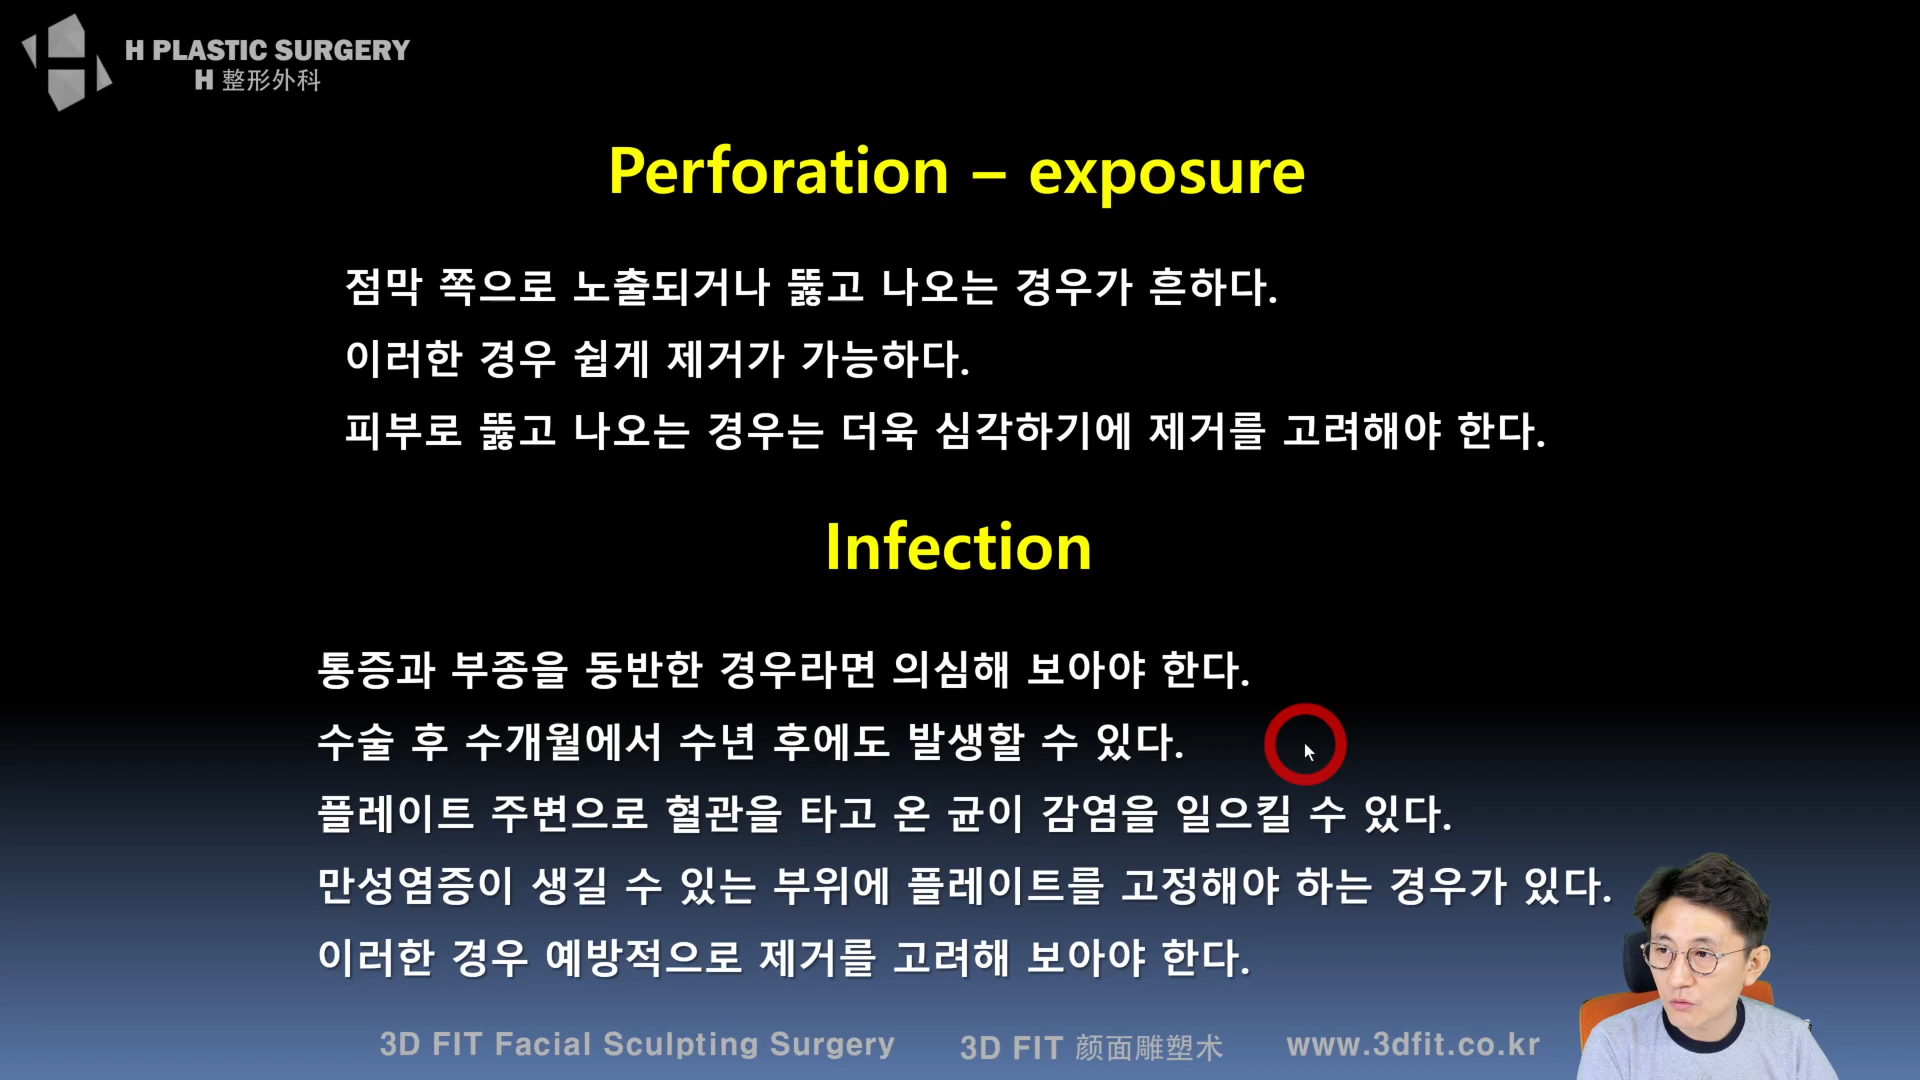 H PLASTIC SURGERY
H 整形外科
Perforation – exposure
점막 쪽으로 노출되거나 뚫고 나오는 경우가 흔하다.
이러한 경우 쉽게 제거가 가능하다.
피부로 뚫고 나오는 경우는 더욱 심각하기에 제거를 고려해야 한다.
Infection
통증과 부종을 동반한 경우라면 의심해 보아야 한다.
수술 후 수개월에서 수년 후에도 발생할 수 있다.
플레이트 주변으로 혈관을 타고 온 균이 감염을 일으킬 수 있다.
만성염증이 생길 수 있는 부위에 플레이트를 고정해야 하는 경우가 있다.
이러한 경우 예방적으로 제거를 고려해 보아야 한다.
3D FIT Facial Sculpting Surgery 3D FIT 颜面雕塑术 www.3dfit.co.kr